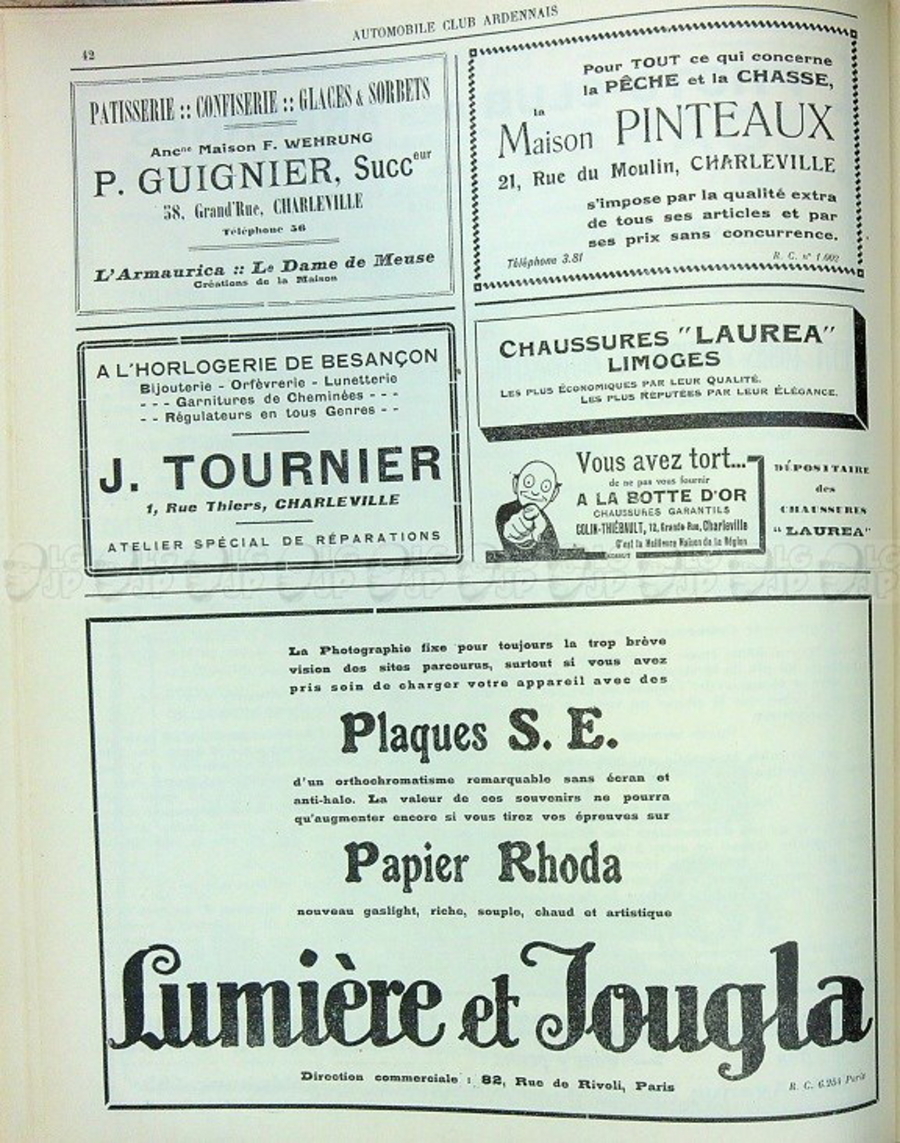 AUTOMOBILE CLUB ARDENNAIS
42
PATISSERIE :: CONFISERIE :: GLACES & SORBETS
Ancne Maison F. WEHRUNG
P. GUIGNIER, Succeur
38, Grand'Rue, CHARLEVILLE
Téléphone 36
L'Armaurica :: Le Dame de Meuse
Créations de la Maison
Pour TOUT ce qui concerne
la PÊCHE et la CHASSE,
la
Maison PINTEAUX
21, Rue du Moulin, CHARLEVILLE
s'impose par la qualité extra
de tous ses articles et par
ses prix sans concurrence.
Téléphone 3.81
R. C. n° 1.002
A L'HORLOGERIE DE BESANÇON
Bijouterie - Orfèvrerie - Lunetterie
- - - Garnitures de Cheminées - - -
- - Régulateurs en tous Genres - -
J. TOURNIER
1, Rue Thiers, CHARLEVILLE
ATELIER SPÉCIAL DE RÉPARATIONS
CHAUSSURES "LAUREA"
LIMOGES
LES PLUS ÉCONOMIQUES PAR LEUR QUALITÉ.
LES PLUS RÉPUTÉES PAR LEUR ÉLÉGANCE.
Vous avez tort...
de ne pas vous fournir
A LA BOTTE D'OR
CHAUSSURES GARANTIES
COLIN-THIÉBAULT, 12, Grande Rue, Charleville
C'est la Meilleure Maison de la Région
DÉPOSITAIRE
des
CHAUSSURES
"LAUREA"
La Photographie fixe pour toujours la trop brève
vision des sites parcourus, surtout si vous avez
pris soin de charger votre appareil avec des
Plaques S. E.
d'un orthochromatisme remarquable sans écran et
anti-halo. La valeur de ces souvenirs ne pourra
qu'augmenter encore si vous tirez vos épreuves sur
Papier Rhoda
nouveau gaslight, riche, souple, chaud et artistique
Lumière et Jougla
Direction commerciale : 82, Rue de Rivoli, Paris
R. C. 6.254 Paris